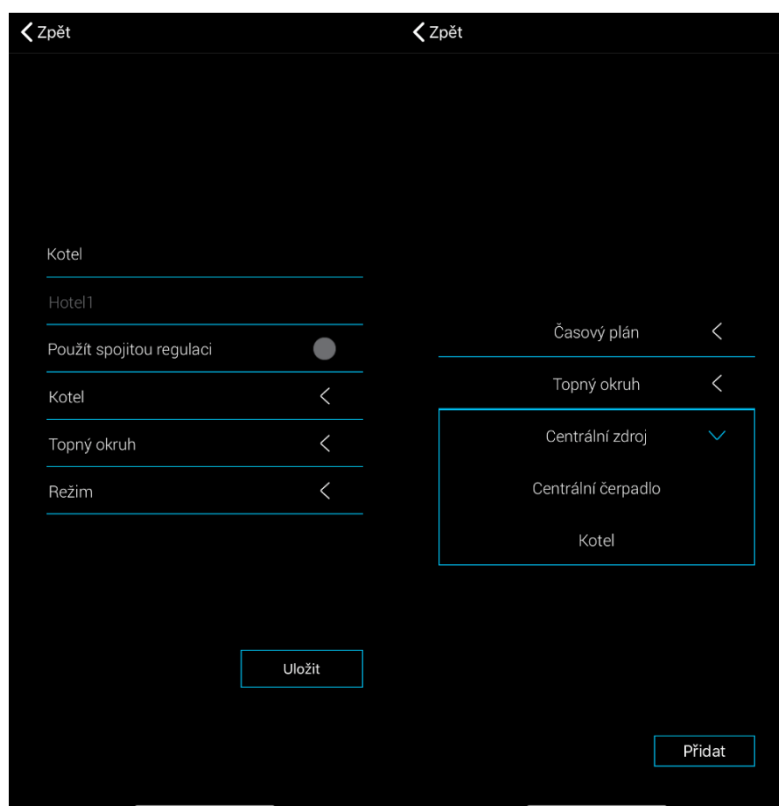 Zpět
Kotel
Hotel1
Použít spojitou regulaci
Kotel
Topný okruh
Režim
Uložit
Zpět
Časový plán
Topný okruh
Centrální zdroj
Centrální čerpadlo
Kotel
Přidat